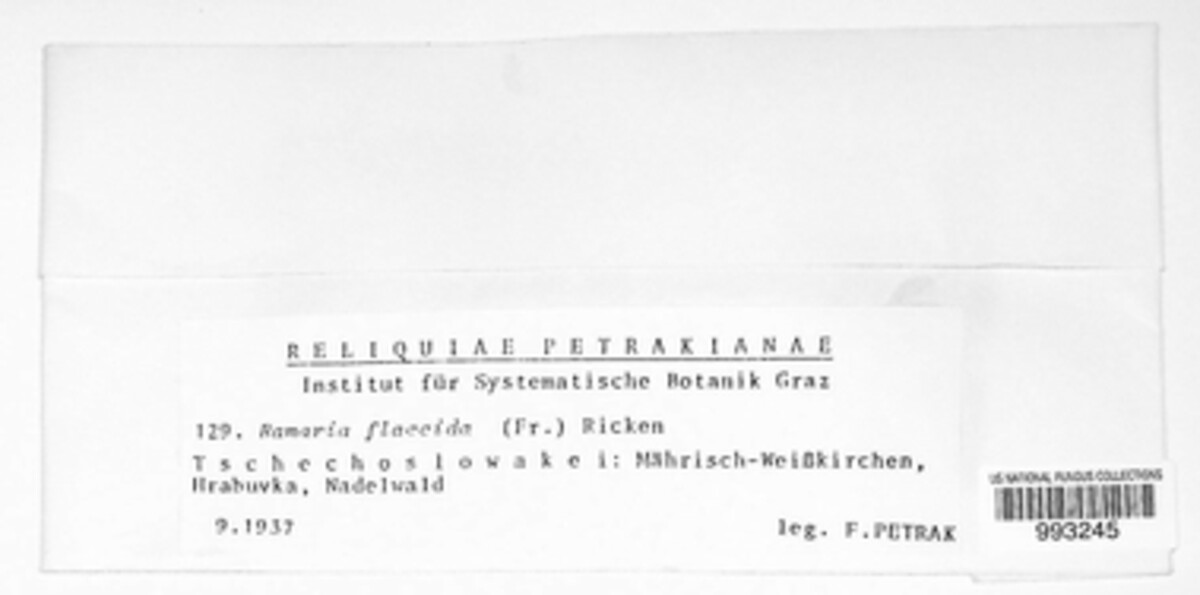 RELIQUIAE PETRAKIANAE
Institut für Systematische Botanik Graz
129. Ramaria flaccida (Fr.) Ricken
Tschechoslowakei: Mährisch-Weißkirchen,
Hrabuvka, Nadelwald
9.1937
leg. F.PETRAK
US NATIONAL FUNGUS COLLECTIONS
993245